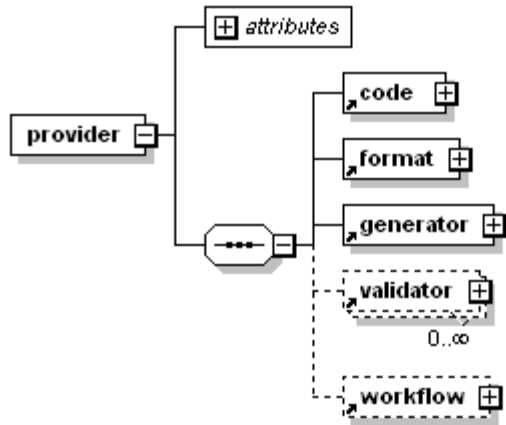 attributes
code
provider
format
generator
validator
0..∞
workflow